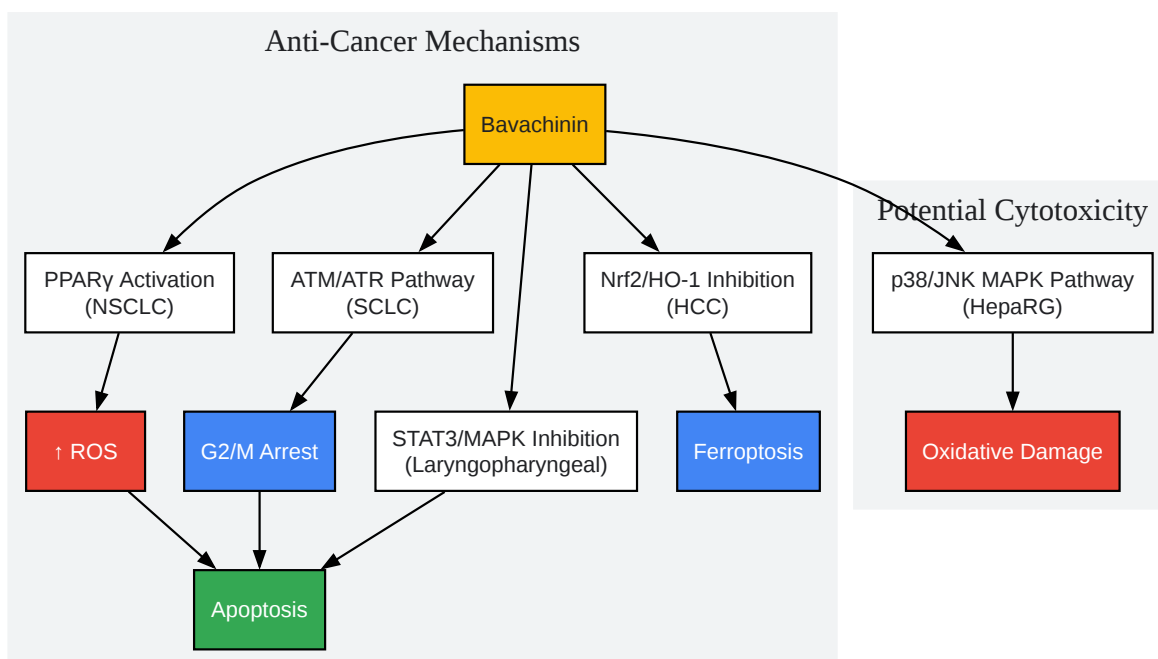 Anti-Cancer Mechanisms
Bavachinin
Potential Cytotoxicity
PPARγ Activation
(NSCLC)
ATM/ATR Pathway
(SCLC)
Nrf2/HO-1 Inhibition
(HCC)
p38/JNK MAPK Pathway
(HepaRG)
↑ ROS
G2/M Arrest
STAT3/MAPK Inhibition
(Laryngopharyngeal)
Ferroptosis
Oxidative Damage
Apoptosis